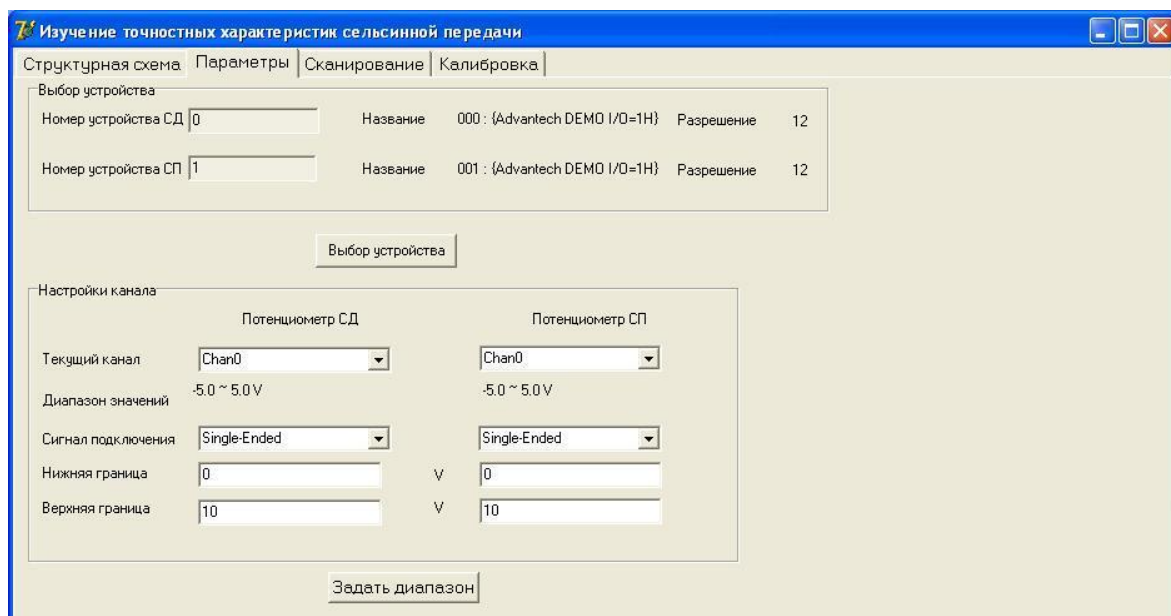 Изучение точностных характеристик сельсинной передачи
Структурная схема Параметры Сканирование Калибровка
Выбор устройства
Номер устройства СД 0 Название 000 : {Advantech DEMO I/O=1H} Разрешение 12
Номер устройства СП 1 Название 001 : {Advantech DEMO I/O=1H} Разрешение 12
Выбор устройства
Настройки канала
Потенциометр СД Потенциометр СП
Текущий канал Chan0 Chan0
Диапазон значений -5.0 ~ 5.0 V -5.0 ~ 5.0 V
Сигнал подключения Single-Ended Single-Ended
Нижняя граница 0 V 0
Верхняя граница 10 V 10
Задать диапазон